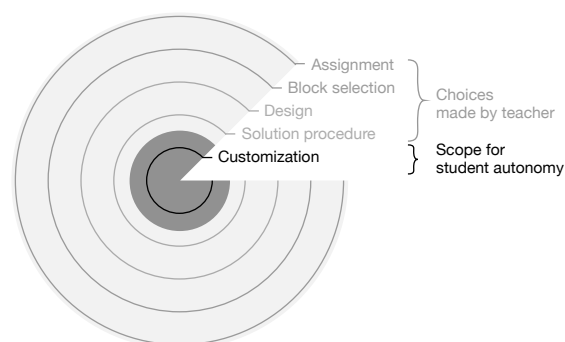 Assignment
Block selection
Design
Solution procedure
Customization
Choices
made by teacher
Scope for
student autonomy